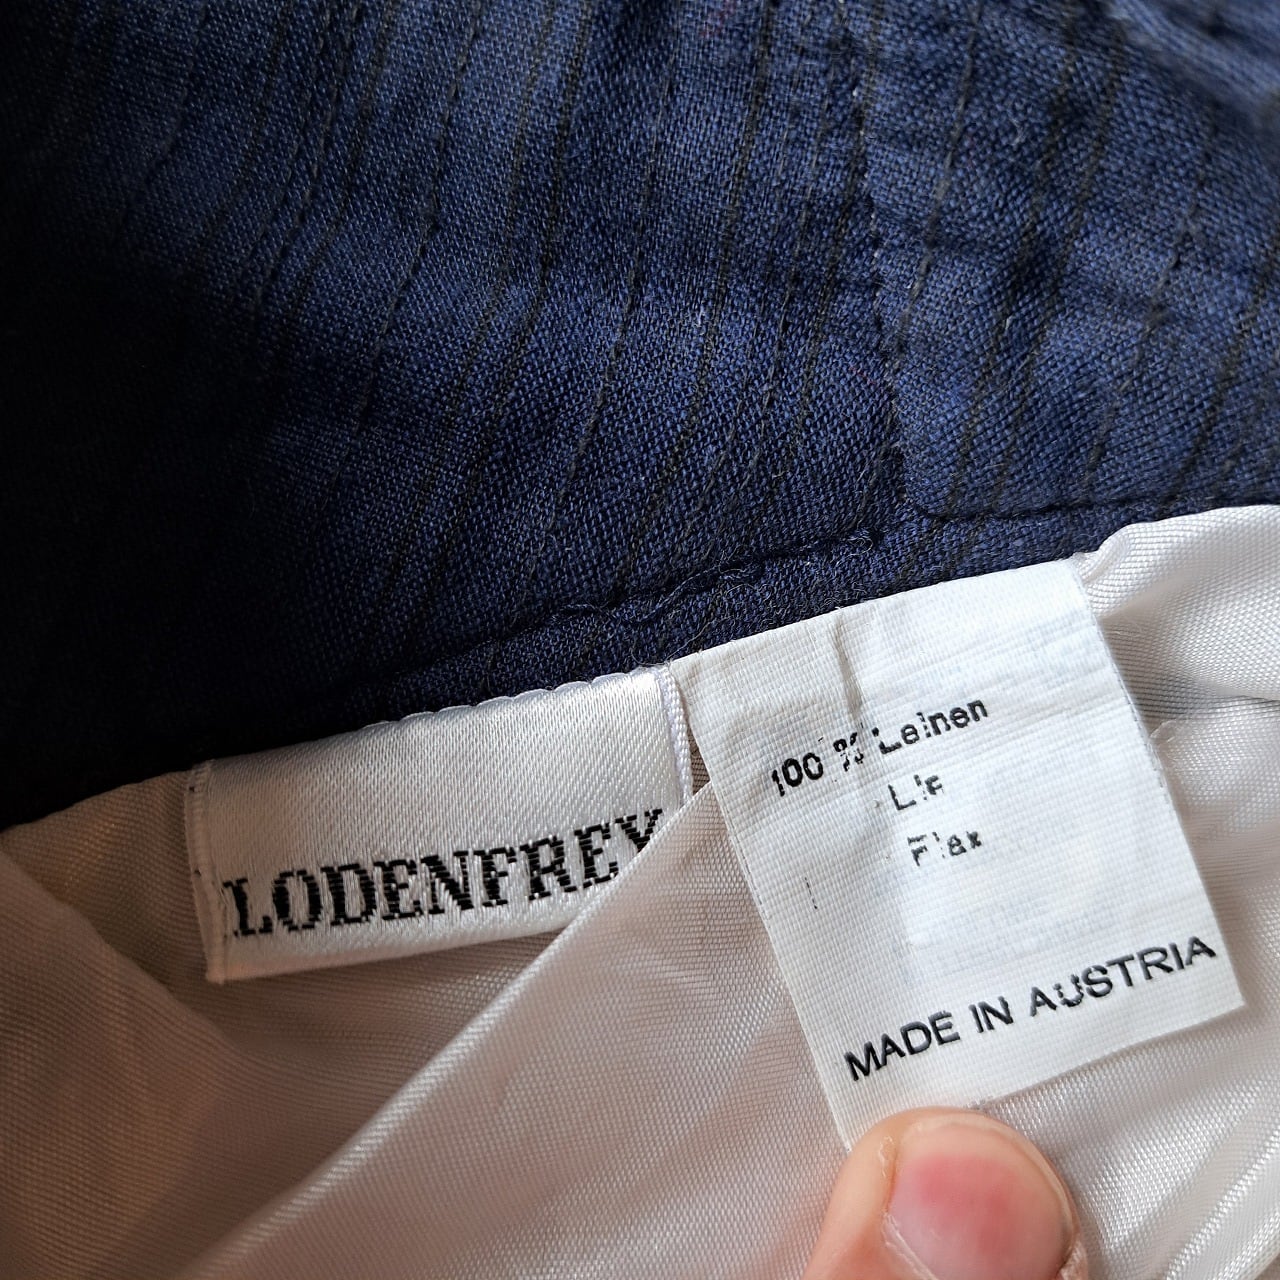 LODENFREY
100 % Leinen
Lin
Flax
MADE IN AUSTRIA